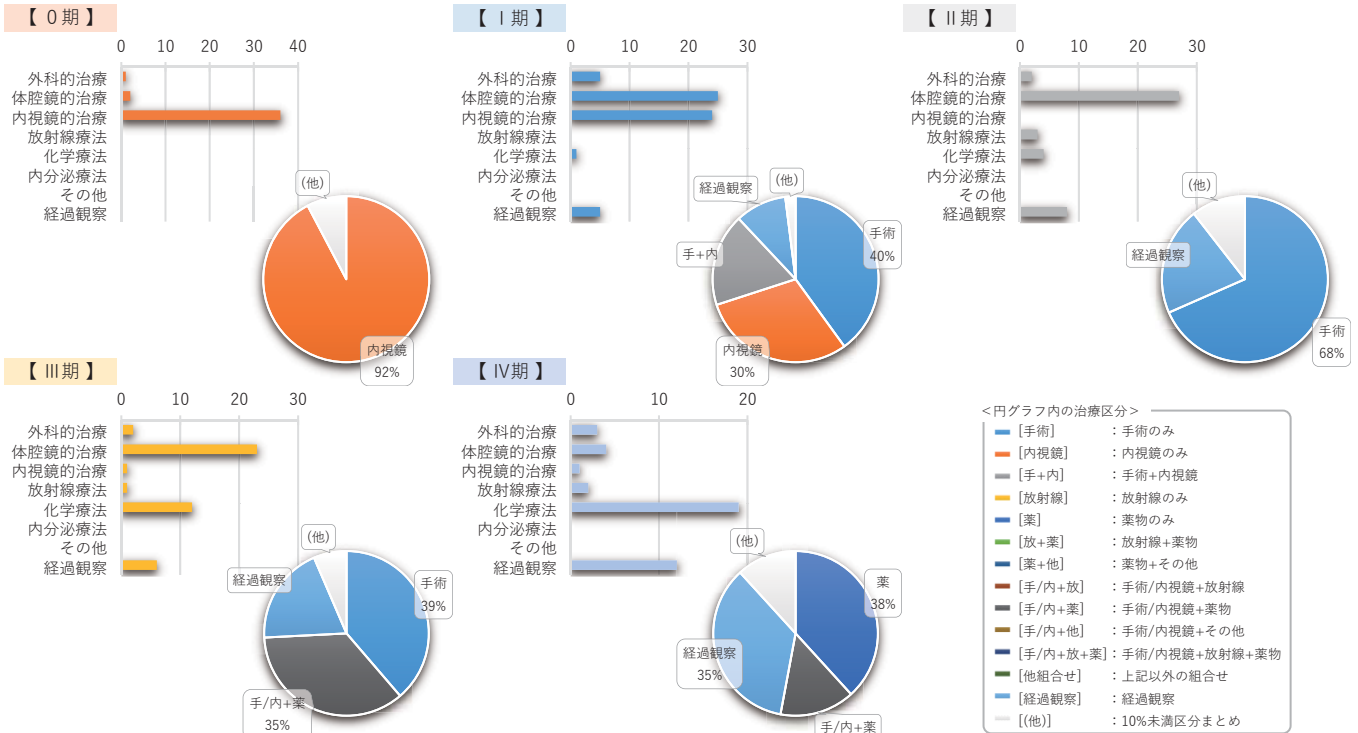 【 0期 】
0 10 20 30 40
外科的治療
体腔鏡的治療
内視鏡的治療
放射線療法
化学療法
内分泌療法
その他
経過観察
(他)
内視鏡
92%
【 I期 】
0 10 20 30
外科的治療
体腔鏡的治療
内視鏡的治療
放射線療法
化学療法
内分泌療法
その他
経過観察
(他)
経過観察
手+内
手術
40%
内視鏡
30%
【 II期 】
0 10 20 30
外科的治療
体腔鏡的治療
内視鏡的治療
放射線療法
化学療法
内分泌療法
その他
経過観察
(他)
経過観察
手術
68%
【 III期 】
0 10 20 30
外科的治療
体腔鏡的治療
内視鏡的治療
放射線療法
化学療法
内分泌療法
その他
経過観察
(他)
経過観察
手術
39%
手/内+薬
35%
【 IV期 】
0 10 20
外科的治療
体腔鏡的治療
内視鏡的治療
放射線療法
化学療法
内分泌療法
その他
経過観察
(他)
薬
38%
経過観察
35%
手/内+薬
＜円グラフ内の治療区分＞
[手術] ：手術のみ
[内視鏡] ：内視鏡のみ
[手+内] ：手術+内視鏡
[放射線] ：放射線のみ
[薬] ：薬物のみ
[放+薬] ：放射線+薬物
[薬+他] ：薬物+その他
[手/内+放] ：手術/内視鏡+放射線
[手/内+薬] ：手術/内視鏡+薬物
[手/内+他] ：手術/内視鏡+その他
[手/内+放+薬] ：手術/内視鏡+放射線+薬物
[他組合せ] ：上記以外の組合せ
[経過観察] ：経過観察
[(他)] ：10%未満区分まとめ